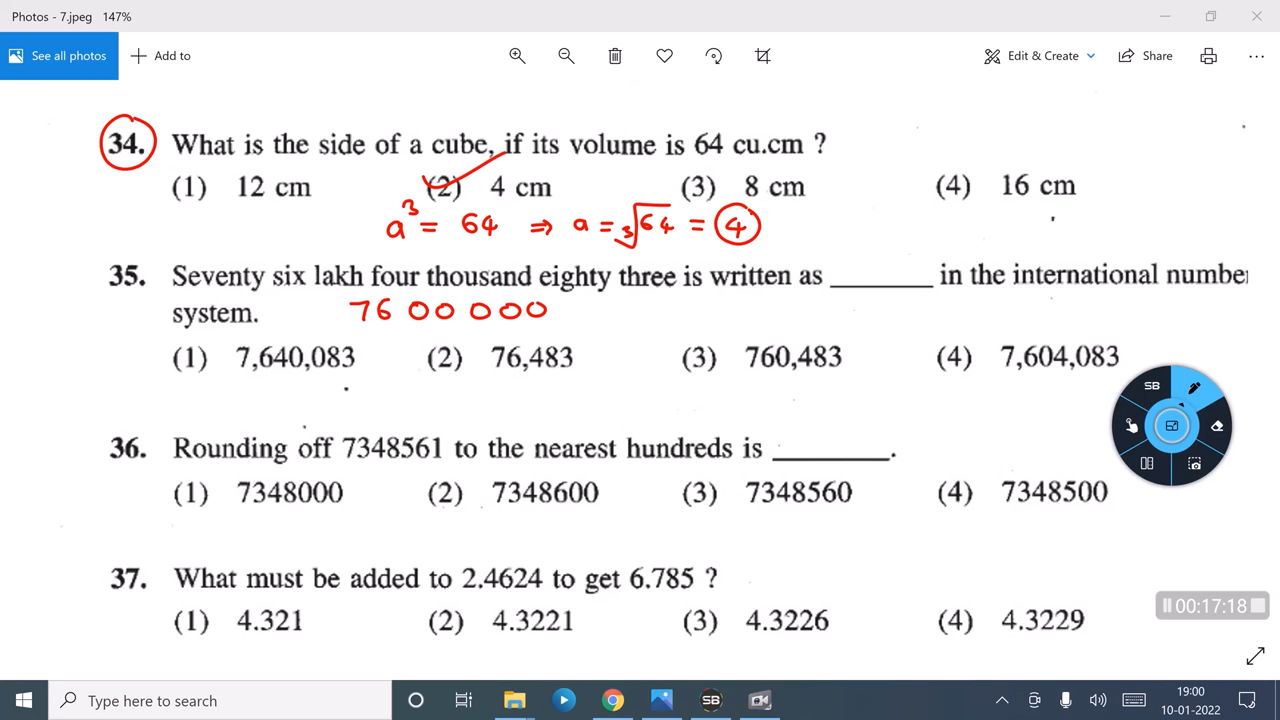 Photos - 7.jpeg 147%
See all photos Add to Edit & Create Share
34. What is the side of a cube, if its volume is 64 cu.cm ?
(1) 12 cm (2) 4 cm (3) 8 cm (4) 16 cm
a³ = 64 ⇒ a = ∛64 = 4
35. Seventy six lakh four thousand eighty three is written as ________ in the international number
system. 76 00 000
(1) 7,640,083 (2) 76,483 (3) 760,483 (4) 7,604,083
SB
36. Rounding off 7348561 to the nearest hundreds is ________.
(1) 7348000 (2) 7348600 (3) 7348560 (4) 7348500
37. What must be added to 2.4624 to get 6.785 ?
00:17:18
(1) 4.321 (2) 4.3221 (3) 4.3226 (4) 4.3229
Type here to search SB 19:00
10-01-2022